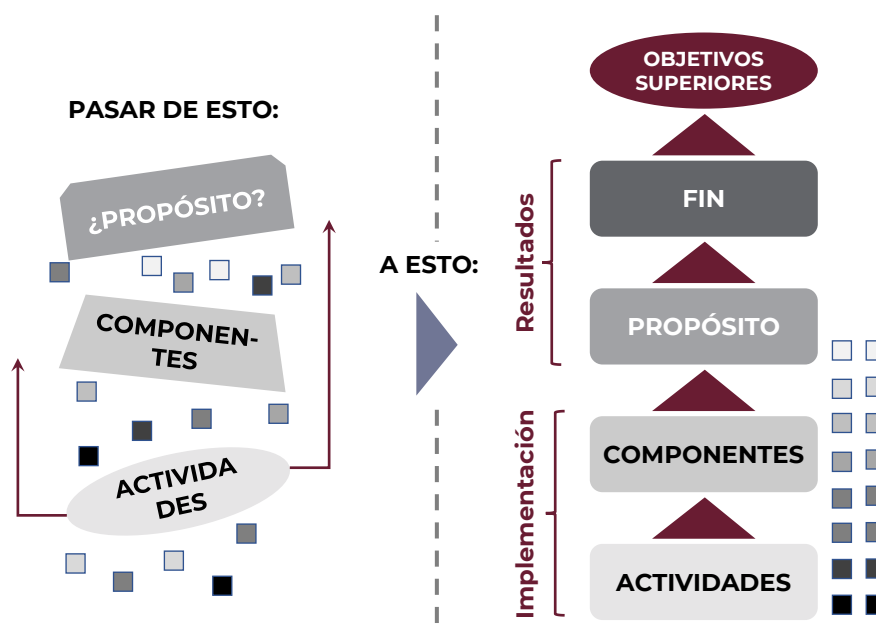 PASAR DE ESTO:
¿PROPÓSITO?
COMPONEN-
TES
ACTIVIDA
DES
A ESTO:
OBJETIVOS
SUPERIORES
Resultados
FIN
PROPÓSITO
Implementación
COMPONENTES
ACTIVIDADES